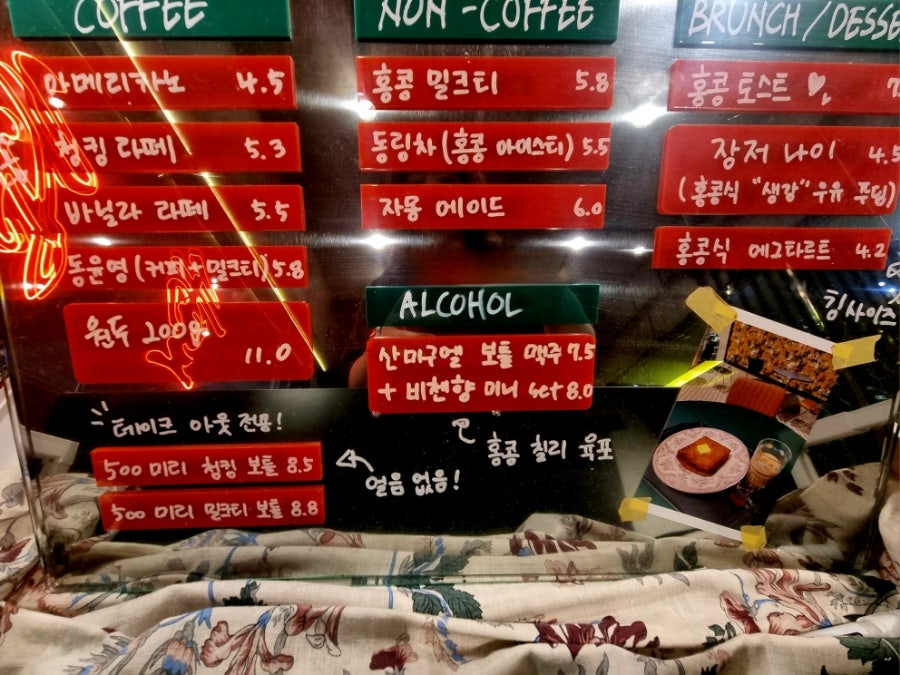 COFFEE
아메리카노 4.5
청킹 라떼 5.3
바닐라 라떼 5.5
동윤영 (커피+밀크티) 5.8
원두 200g
11.0
테이크 아웃 전용!
500 미리 청킹 보틀 8.5
500 미리 밀크티 보틀 8.8
얼음 없음!
NON-COFFEE
홍콩 밀크티 5.8
동링차 (홍콩 아이스티) 5.5
자몽 에이드 6.0
ALCOHOL
산미구엘 보틀 맥주 7.5
+ 비첸향 미니 set 8.0
홍콩 칠리 육포
BRUNCH / DESSE
홍콩 토스트 7.
장저 나이 4.5
(홍콩식 "생강" 우유 푸딩)
홍콩식 에그타르트 4.2
킹사이즈